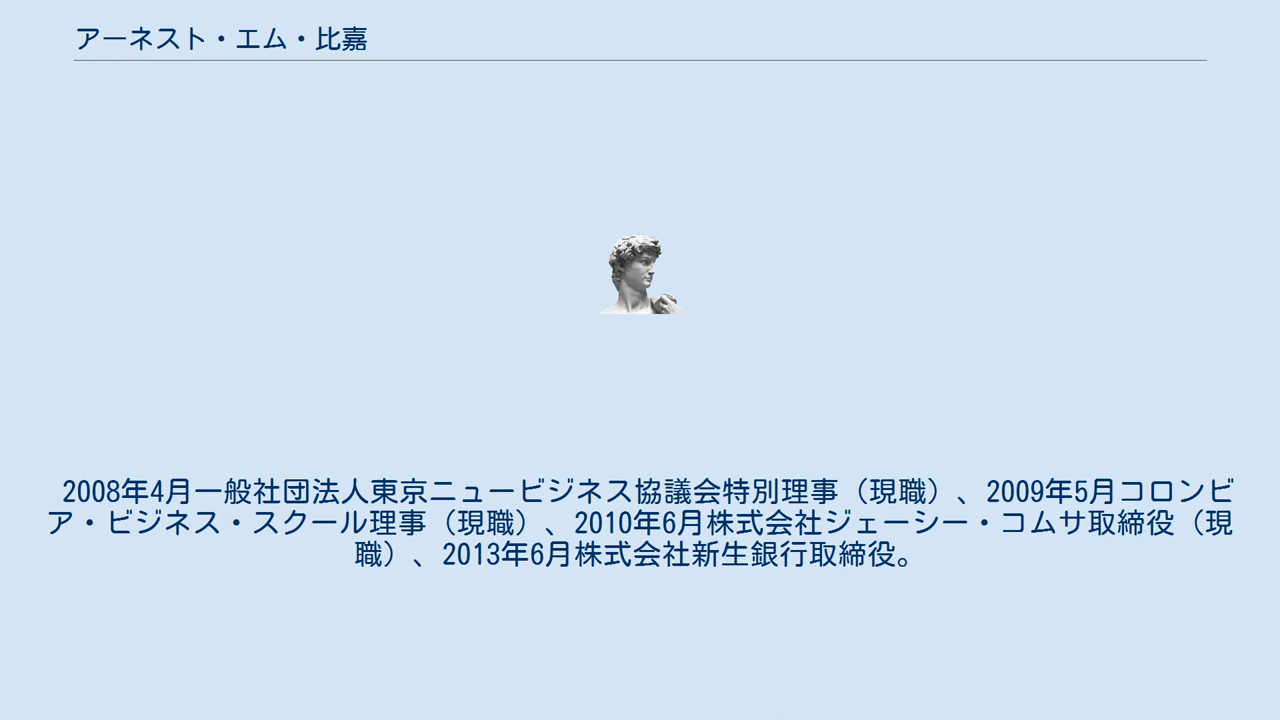 アーネスト・エム・比嘉
2008年4月一般社団法人東京ニュービジネス協議会特別理事（現職）、2009年5月コロンビ
ア・ビジネス・スクール理事（現職）、2010年6月株式会社ジェーシー・コムサ取締役（現
職）、2013年6月株式会社新生銀行取締役。